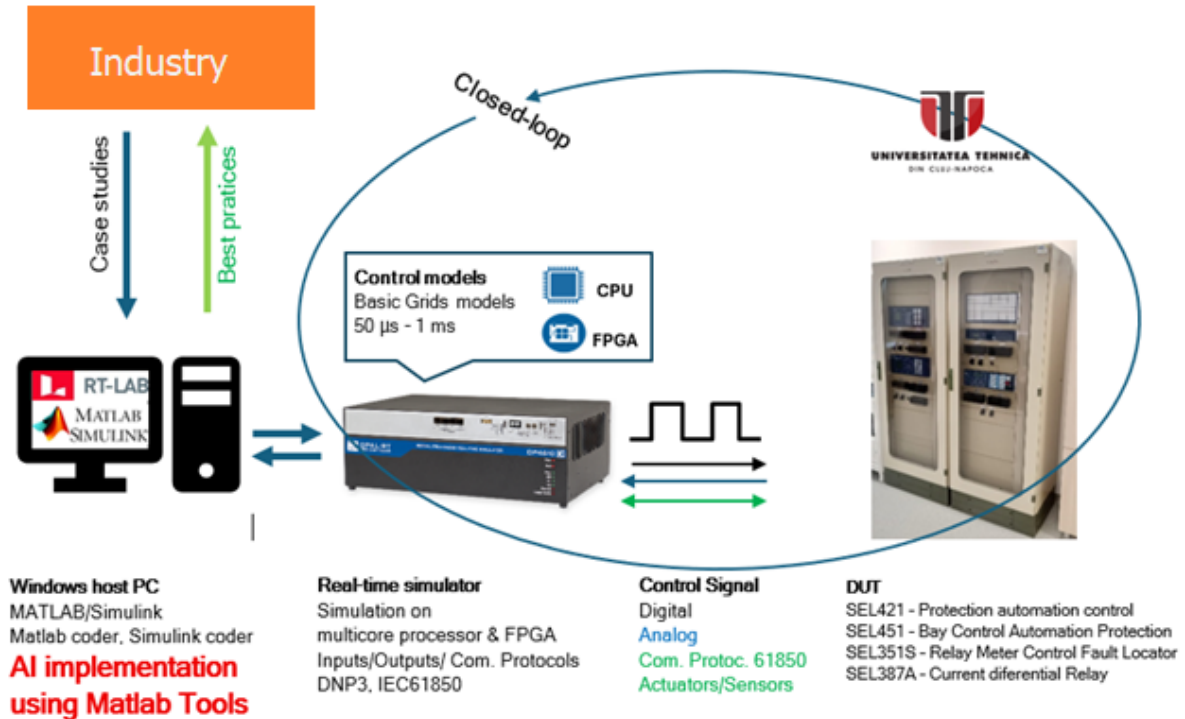 Industry
Case studies
Best pratices
Closed-loop
UNIVERSITATEA TEHNICA
DIN CLUJ-NAPOCA
Control models
Basic Grids models
50 µs - 1 ms
CPU
FPGA
RT-LAB
MATLAB
SIMULINK
OPAL-RT
Windows host PC
MATLAB/Simulink
Matlab coder, Simulink coder
AI implementation
using Matlab Tools
Real-time simulator
Simulation on
multicore processor & FPGA
Inputs/Outputs/ Com. Protocols
DNP3, IEC61850
Control Signal
Digital
Analog
Com. Protoc. 61850
Actuators/Sensors
DUT
SEL421 - Protection automation control
SEL451 - Bay Control Automation Protection
SEL351S - Relay Meter Control Fault Locator
SEL387A - Current diferential Relay